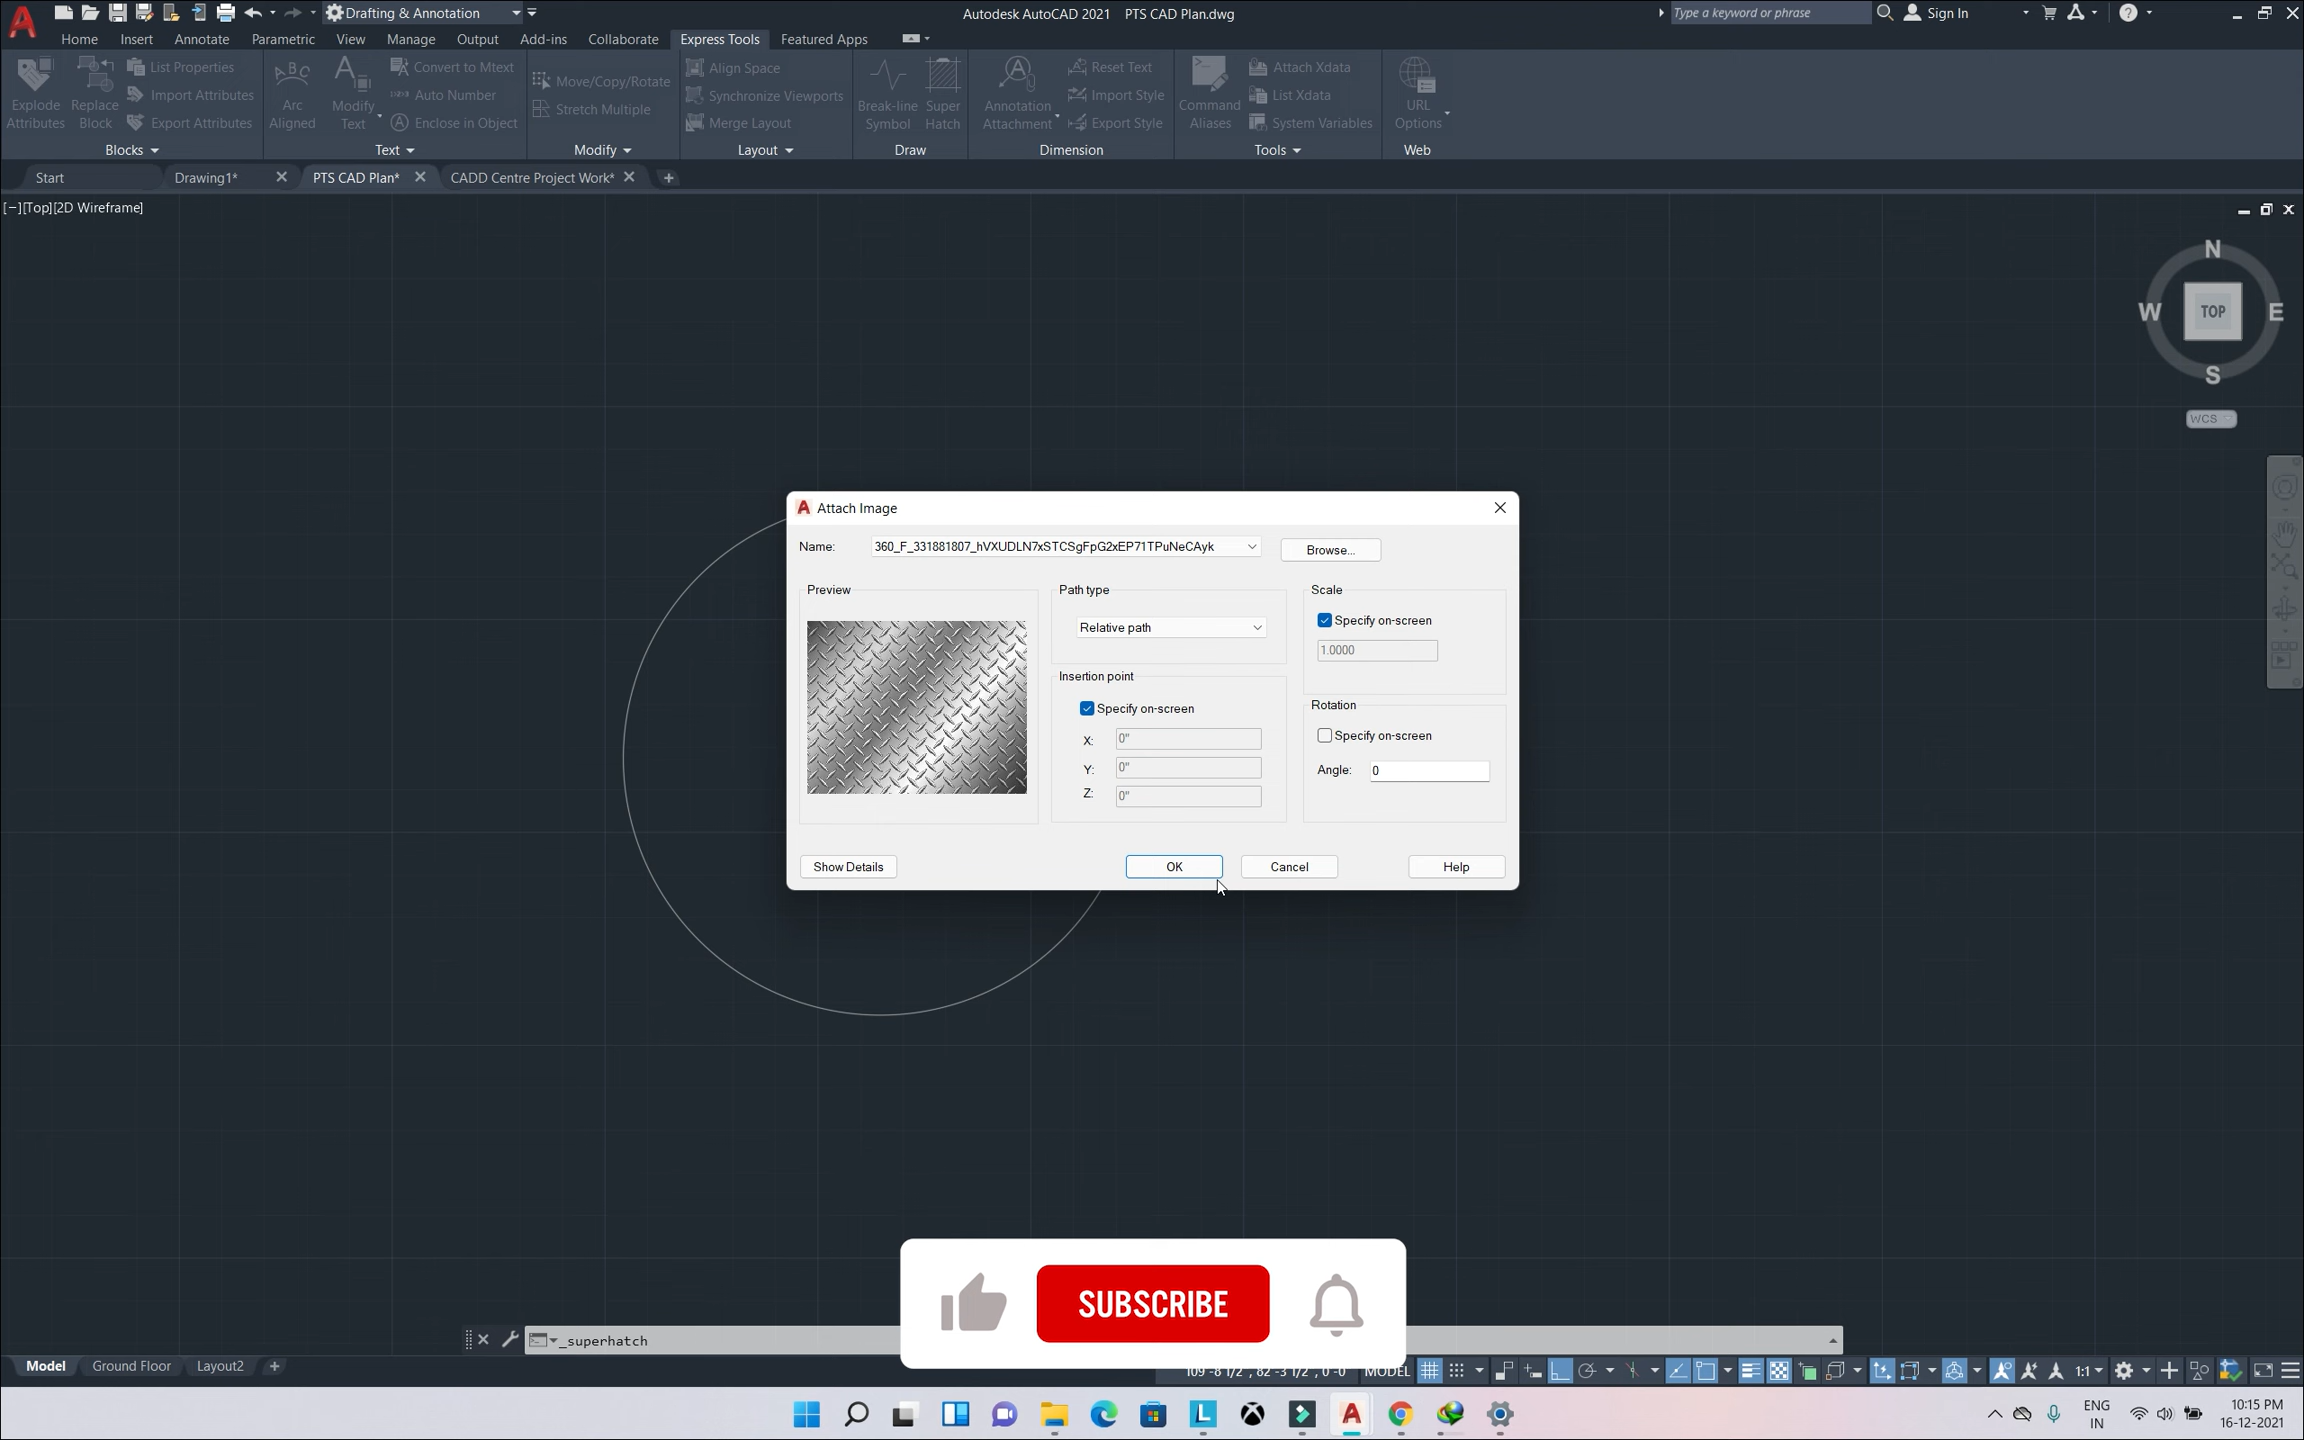 Drafting & Annotation
Autodesk AutoCAD 2021 PTS CAD Plan.dwg
Type a keyword or phrase
Sign In
Home Insert Annotate Parametric View Manage Output Add-ins Collaborate Express Tools Featured Apps
Explode Attributes
Replace Block
List Properties
Import Attributes
Export Attributes
Blocks
Arc Aligned
Modify Text
Convert to Mtext
Auto Number
Enclose in Object
Text
Move/Copy/Rotate
Stretch Multiple
Modify
Align Space
Synchronize Viewports
Merge Layout
Layout
Break-line Symbol
Super Hatch
Draw
Annotation Attachment
Reset Text
Import Style
Export Style
Dimension
Command Aliases
Attach Xdata
List Xdata
System Variables
Tools
URL Options
Web
Start Drawing1* PTS CAD Plan* CADD Centre Project Work*
[−][Top][2D Wireframe]
N
W TOP E
S
WCS
Attach Image
Name: 360_F_331881807_hVXUDLN7xSTCSgFpG2xEP71TPuNeCAyk Browse...
Preview
Path type
Relative path
Insertion point
Specify on-screen
X: 0"
Y: 0"
Z: 0"
Scale
Specify on-screen
1.0000
Rotation
Specify on-screen
Angle: 0
Show Details OK Cancel Help
SUBSCRIBE
_superhatch
Model Ground Floor Layout2
MODEL
1:1
ENG
IN
10:15 PM
16-12-2021